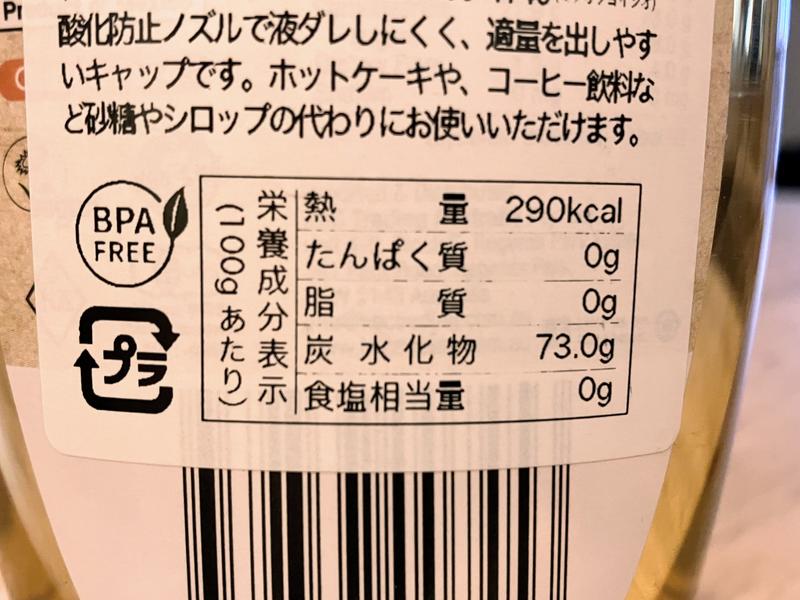 Pr
酸化防止ノズルで液ダレしにくく、適量を出しやす
いキャップです。ホットケーキや、コーヒー飲料な
ど砂糖やシロップの代わりにお使いいただけます。
BPA
FREE
プラ
栄養成分表示
(100gあたり)
熱量 290kcal
たんぱく質 0g
脂質 0g
炭水化物 73.0g
食塩相当量 0g